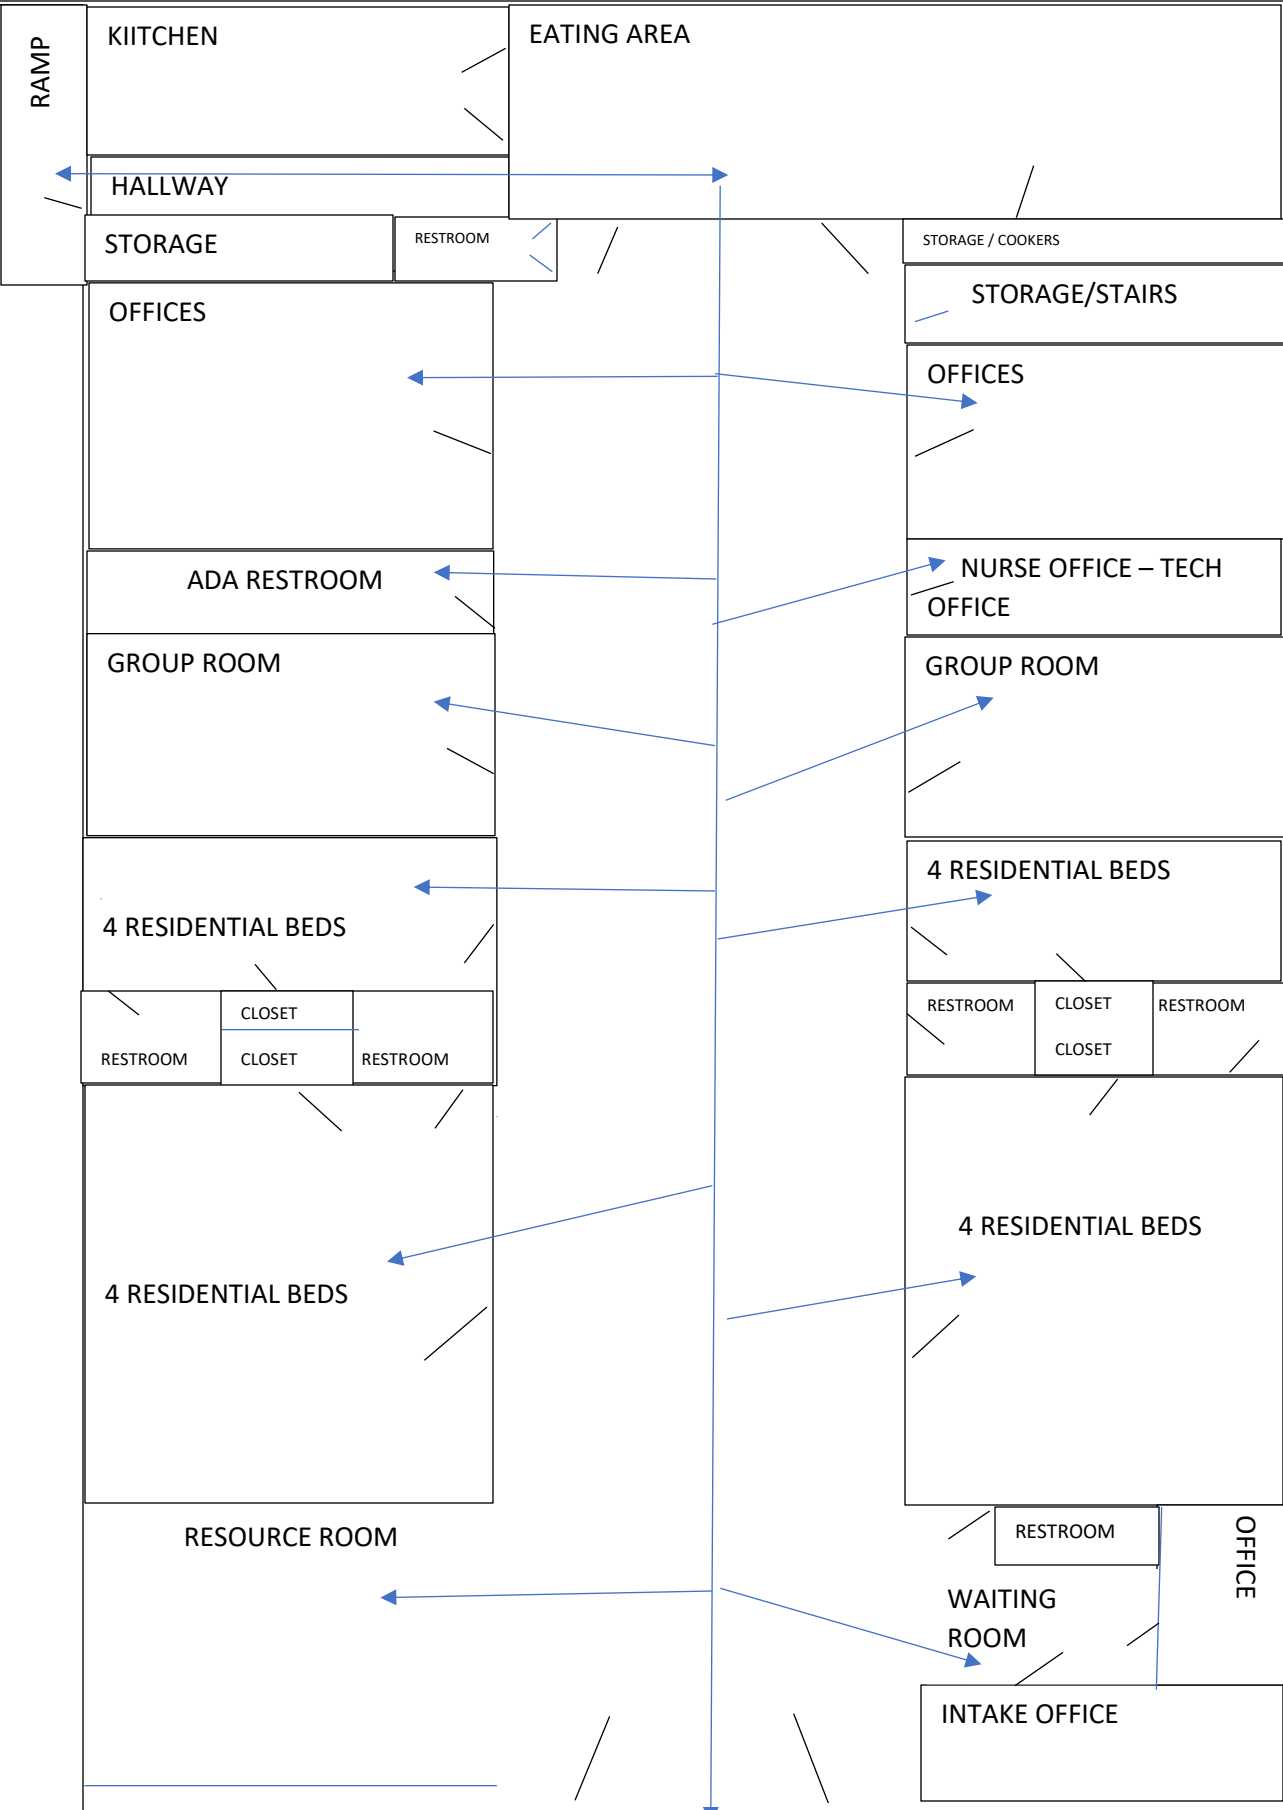 RAMP
KIITCHEN
EATING AREA
HALLWAY
STORAGE
RESTROOM
STORAGE / COOKERS
STORAGE/STAIRS
OFFICES
OFFICES
ADA RESTROOM
NURSE OFFICE – TECH
OFFICE
GROUP ROOM
GROUP ROOM
4 RESIDENTIAL BEDS
4 RESIDENTIAL BEDS
RESTROOM
CLOSET
CLOSET
RESTROOM
RESTROOM
CLOSET
CLOSET
RESTROOM
4 RESIDENTIAL BEDS
4 RESIDENTIAL BEDS
RESOURCE ROOM
RESTROOM
OFFICE
WAITING
ROOM
INTAKE OFFICE